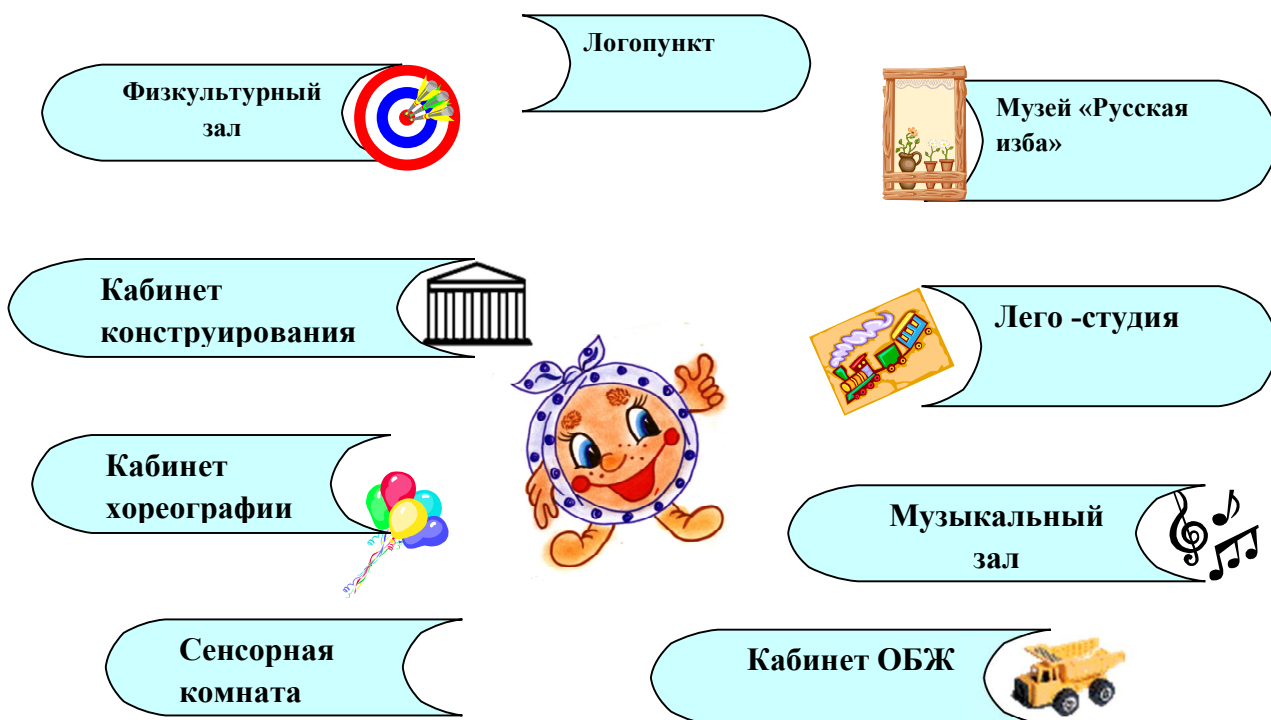 Логопункт
Физкультурный
зал
Музей «Русская
изба»
Кабинет
конструирования
Лего -студия
Кабинет
хореографии
Музыкальный
зал
Сенсорная
комната
Кабинет ОБЖ